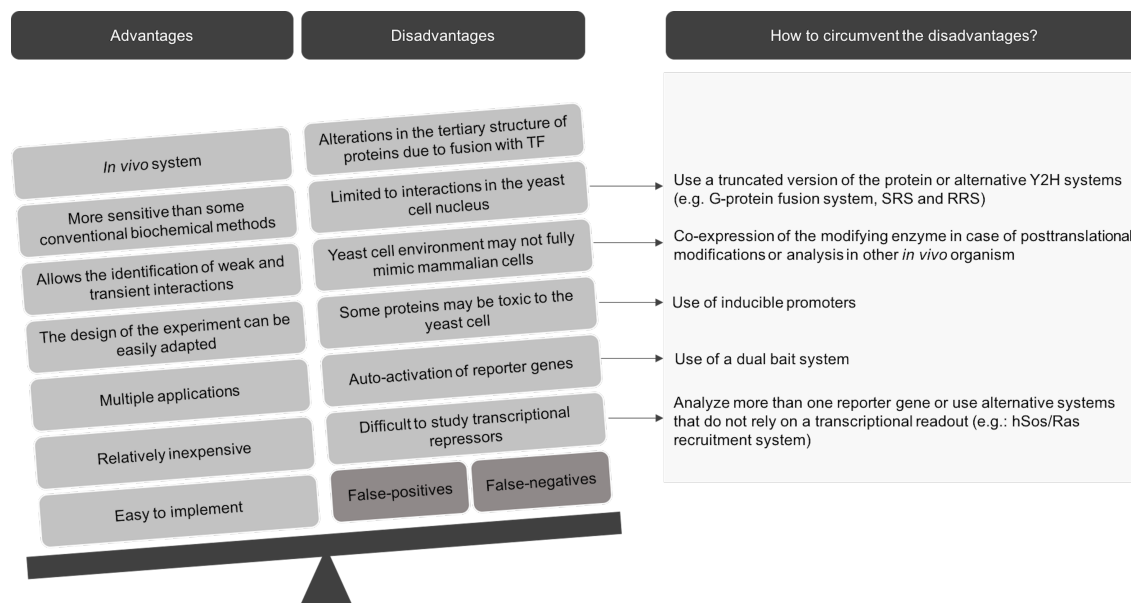 Advantages
Disadvantages
How to circumvent the disadvantages?
In vivo system
More sensitive than some
conventional biochemical methods
Allows the identification of weak and
transient interactions
The design of the experiment can be
easily adapted
Multiple applications
Relatively inexpensive
Easy to implement
Alterations in the tertiary structure of
proteins due to fusion with TF
Limited to interactions in the yeast
cell nucleus
Yeast cell environment may not fully
mimic mammalian cells
Some proteins may be toxic to the
yeast cell
Auto-activation of reporter genes
Difficult to study transcriptional
repressors
False-positives
False-negatives
Use a truncated version of the protein or alternative Y2H systems
(e.g. G-protein fusion system, SRS and RRS)
Co-expression of the modifying enzyme in case of posttranslational
modifications or analysis in other in vivo organism
Use of inducible promoters
Use of a dual bait system
Analyze more than one reporter gene or use alternative systems
that do not rely on a transcriptional readout (e.g.: hSos/Ras
recruitment system)